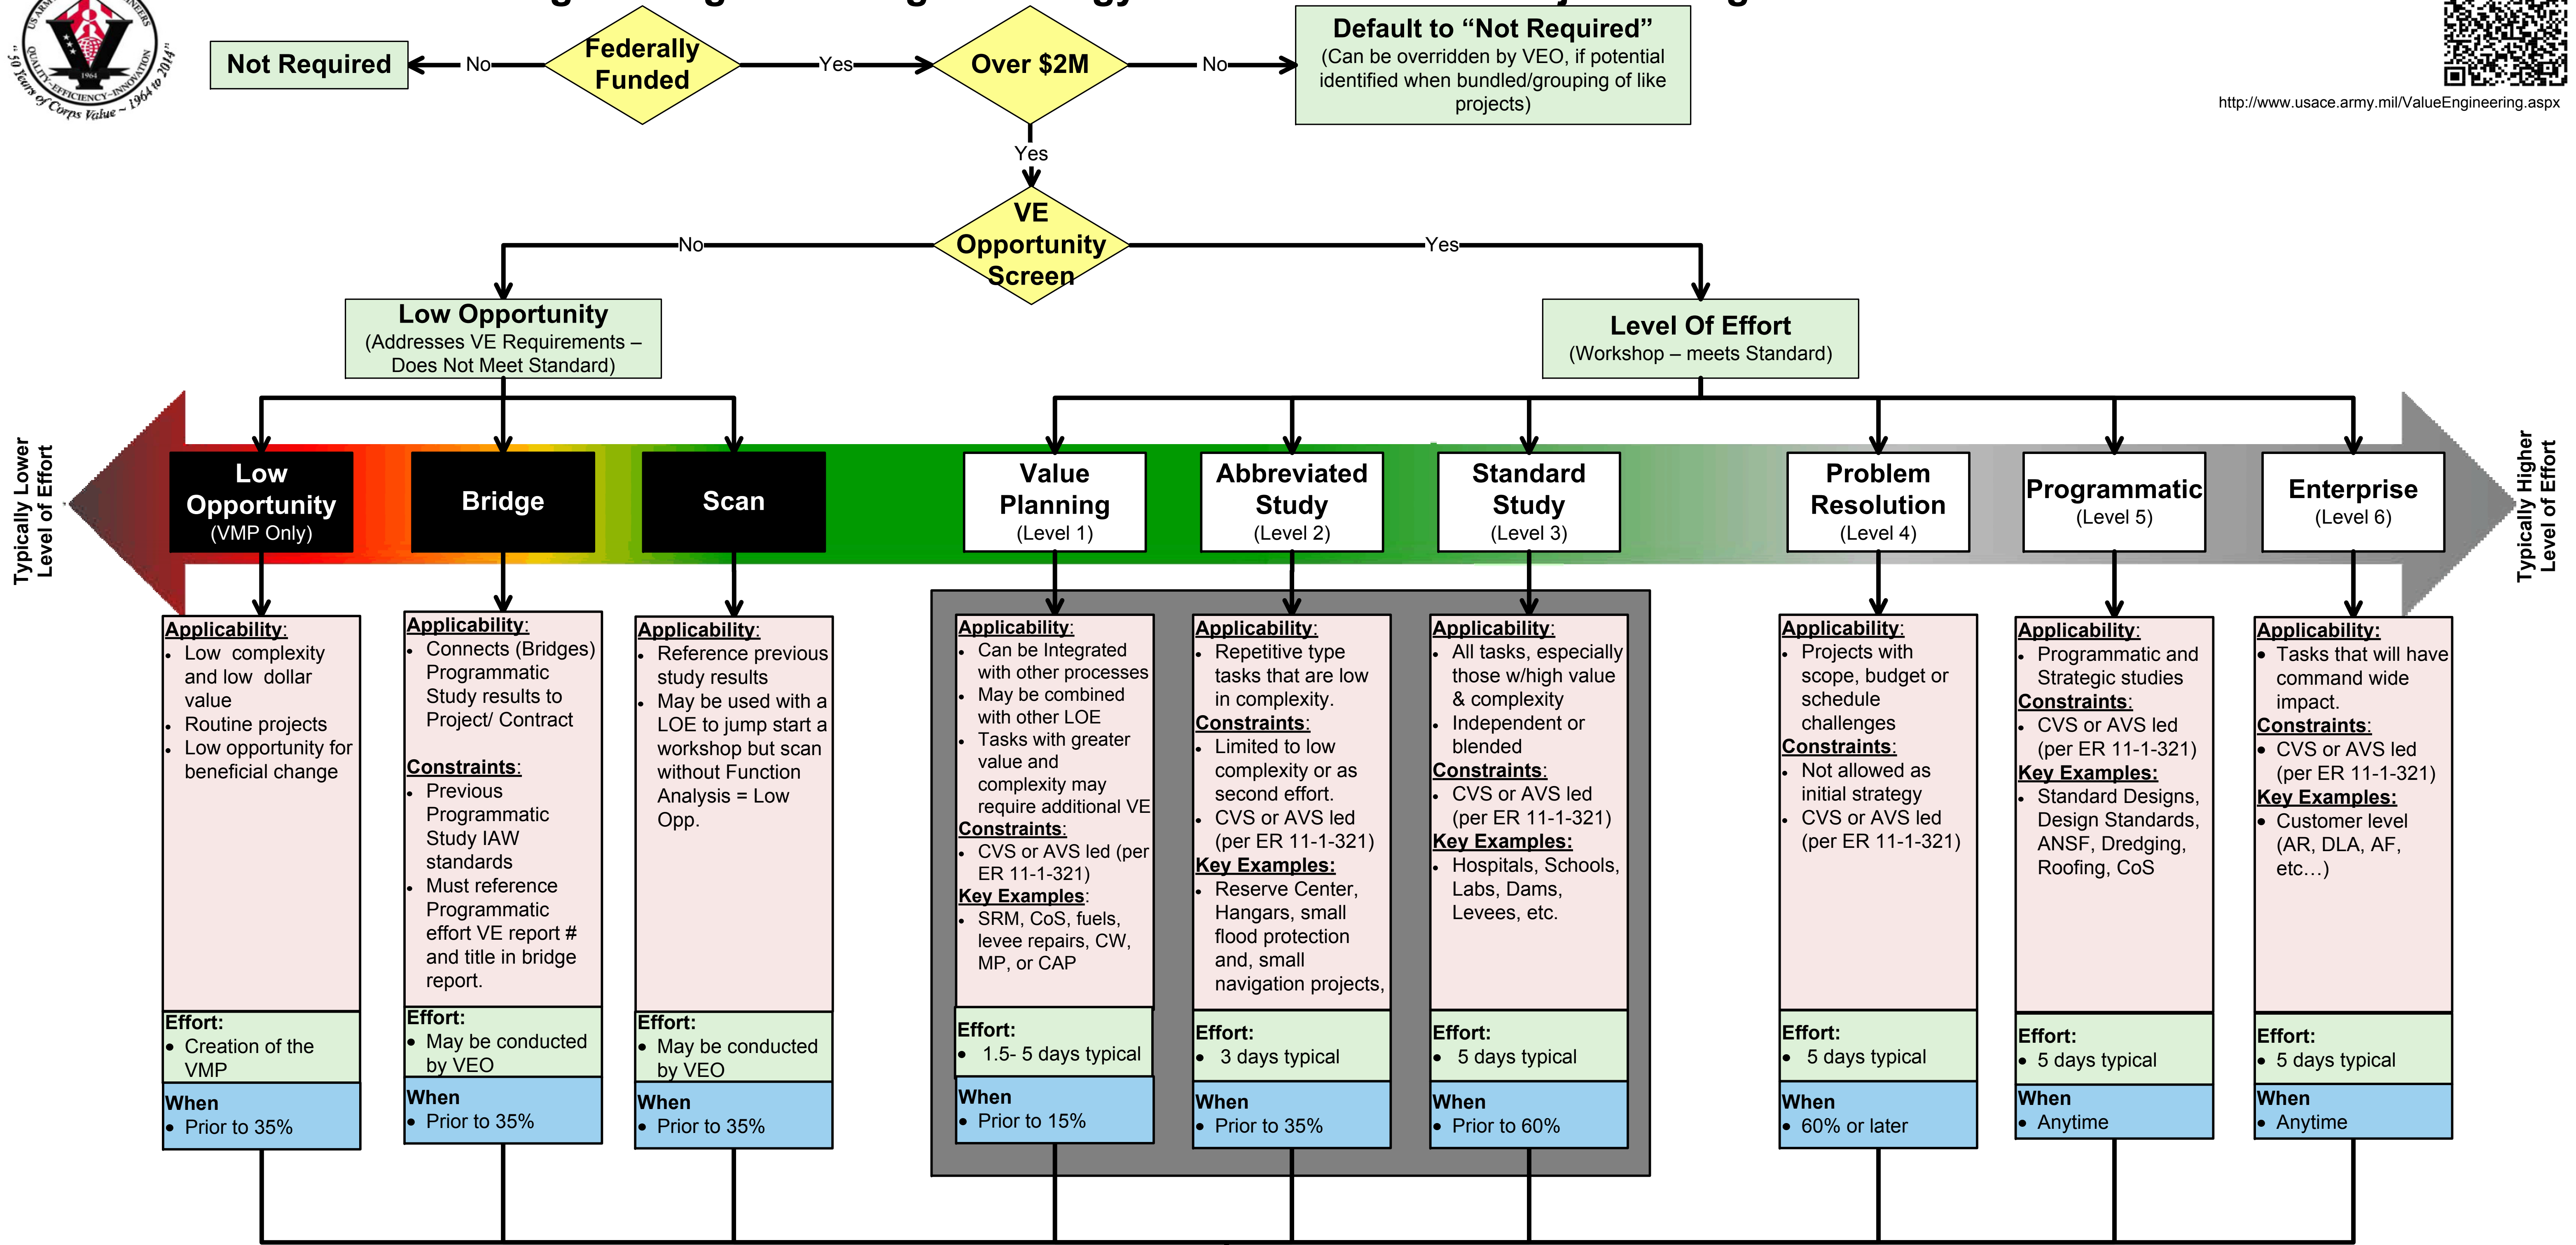 US ARMY
ENGINEERS
QUALITY~EFFICIENCY~INNOVATION
1964
"50 Years of Corps Value ~ 1964 to 2014"
http://www.usace.army.mil/ValueEngineering.aspx
Not Required
No
Federally
Funded
Yes
Over $2M
No
Default to “Not Required”
(Can be overridden by VEO, if potential
identified when bundled/grouping of like
projects)
Yes
VE
Opportunity
Screen
No
Yes
Low Opportunity
(Addresses VE Requirements –
Does Not Meet Standard)
Level Of Effort
(Workshop – meets Standard)
Typically Lower
Level of Effort
Low
Opportunity
(VMP Only)
Bridge
Scan
Value
Planning
(Level 1)
Abbreviated
Study
(Level 2)
Standard
Study
(Level 3)
Problem
Resolution
(Level 4)
Programmatic
(Level 5)
Enterprise
(Level 6)
Typically Higher
Level of Effort
Applicability:
• Low complexity
and low dollar
value
• Routine projects
• Low opportunity for
beneficial change
Effort:
• Creation of the
VMP
When
• Prior to 35%
Applicability:
• Connects (Bridges)
Programmatic
Study results to
Project/ Contract
Constraints:
• Previous
Programmatic
Study IAW
standards
• Must reference
Programmatic
effort VE report #
and title in bridge
report.
Effort:
• May be conducted
by VEO
When
• Prior to 35%
Applicability:
• Reference previous
study results
• May be used with a
LOE to jump start a
workshop but scan
without Function
Analysis = Low
Opp.
Effort:
• May be conducted
by VEO
When
• Prior to 35%
Applicability:
• Can be Integrated
with other processes
• May be combined
with other LOE
• Tasks with greater
value and
complexity may
require additional VE
Constraints:
• CVS or AVS led (per
ER 11-1-321)
Key Examples:
• SRM, CoS, fuels,
levee repairs, CW,
MP, or CAP
Effort:
• 1.5- 5 days typical
When
• Prior to 15%
Applicability:
• Repetitive type
tasks that are low
in complexity.
Constraints:
• Limited to low
complexity or as
second effort.
• CVS or AVS led
(per ER 11-1-321)
Key Examples:
• Reserve Center,
Hangars, small
flood protection
and, small
navigation projects,
Effort:
• 3 days typical
When
• Prior to 35%
Applicability:
• All tasks, especially
those w/high value
& complexity
• Independent or
blended
Constraints:
• CVS or AVS led
(per ER 11-1-321)
Key Examples:
• Hospitals, Schools,
Labs, Dams,
Levees, etc.
Effort:
• 5 days typical
When
• Prior to 60%
Applicability:
• Projects with
scope, budget or
schedule
challenges
Constraints:
• Not allowed as
initial strategy
• CVS or AVS led
(per ER 11-1-321)
Effort:
• 5 days typical
When
• 60% or later
Applicability:
• Programmatic and
Strategic studies
Constraints:
• CVS or AVS led
(per ER 11-1-321)
Key Examples:
• Standard Designs,
Design Standards,
ANSF, Dredging,
Roofing, CoS
Effort:
• 5 days typical
When
• Anytime
Applicability:
• Tasks that will have
command wide
impact.
Constraints:
• CVS or AVS led
(per ER 11-1-321)
Key Examples:
• Customer level
(AR, DLA, AF,
etc…)
Effort:
• 5 days typical
When
• Anytime